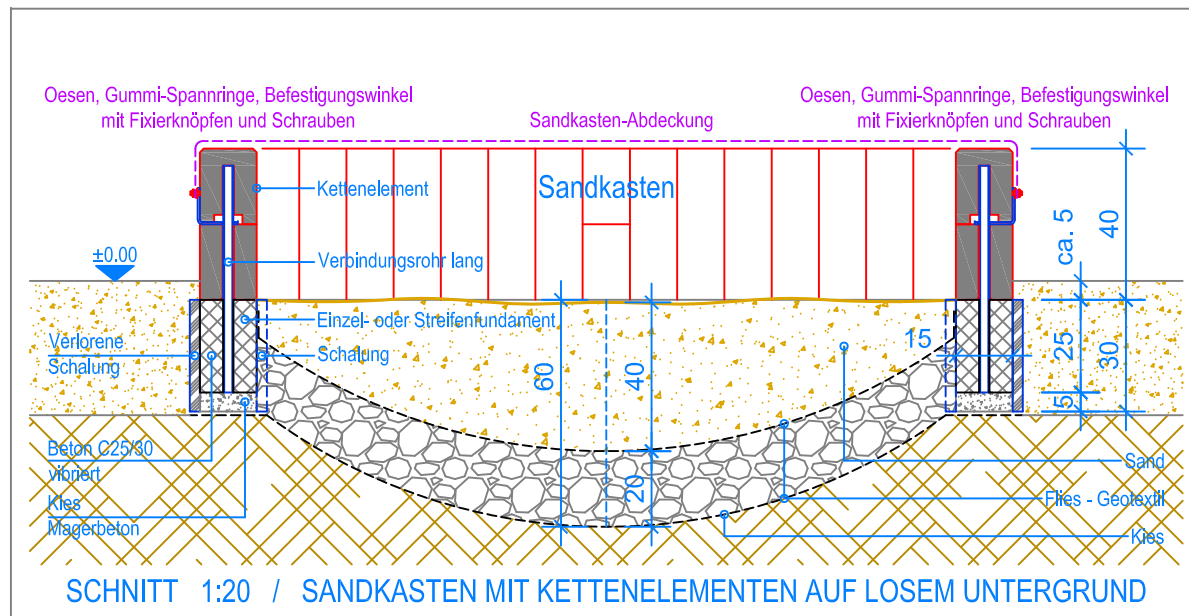 Oesen, Gummi-Spannringe, Befestigungswinkel
mit Fixierknöpfen und Schrauben
Sandkasten-Abdeckung
Oesen, Gummi-Spannringe, Befestigungswinkel
mit Fixierknöpfen und Schrauben
Kettenelement
Sandkasten
ca. 5
40
±0.00
Verbindungsrohr lang
Einzel- oder Streifenfundament
Verlorene
Schalung
Schalung
15
60
40
25
30
5
Beton C25/30
vibriert
Kies
Magerbeton
20
Sand
Flies - Geotextil
Kies
SCHNITT 1:20 / SANDKASTEN MIT KETTENELEMENTEN AUF LOSEM UNTERGRUND